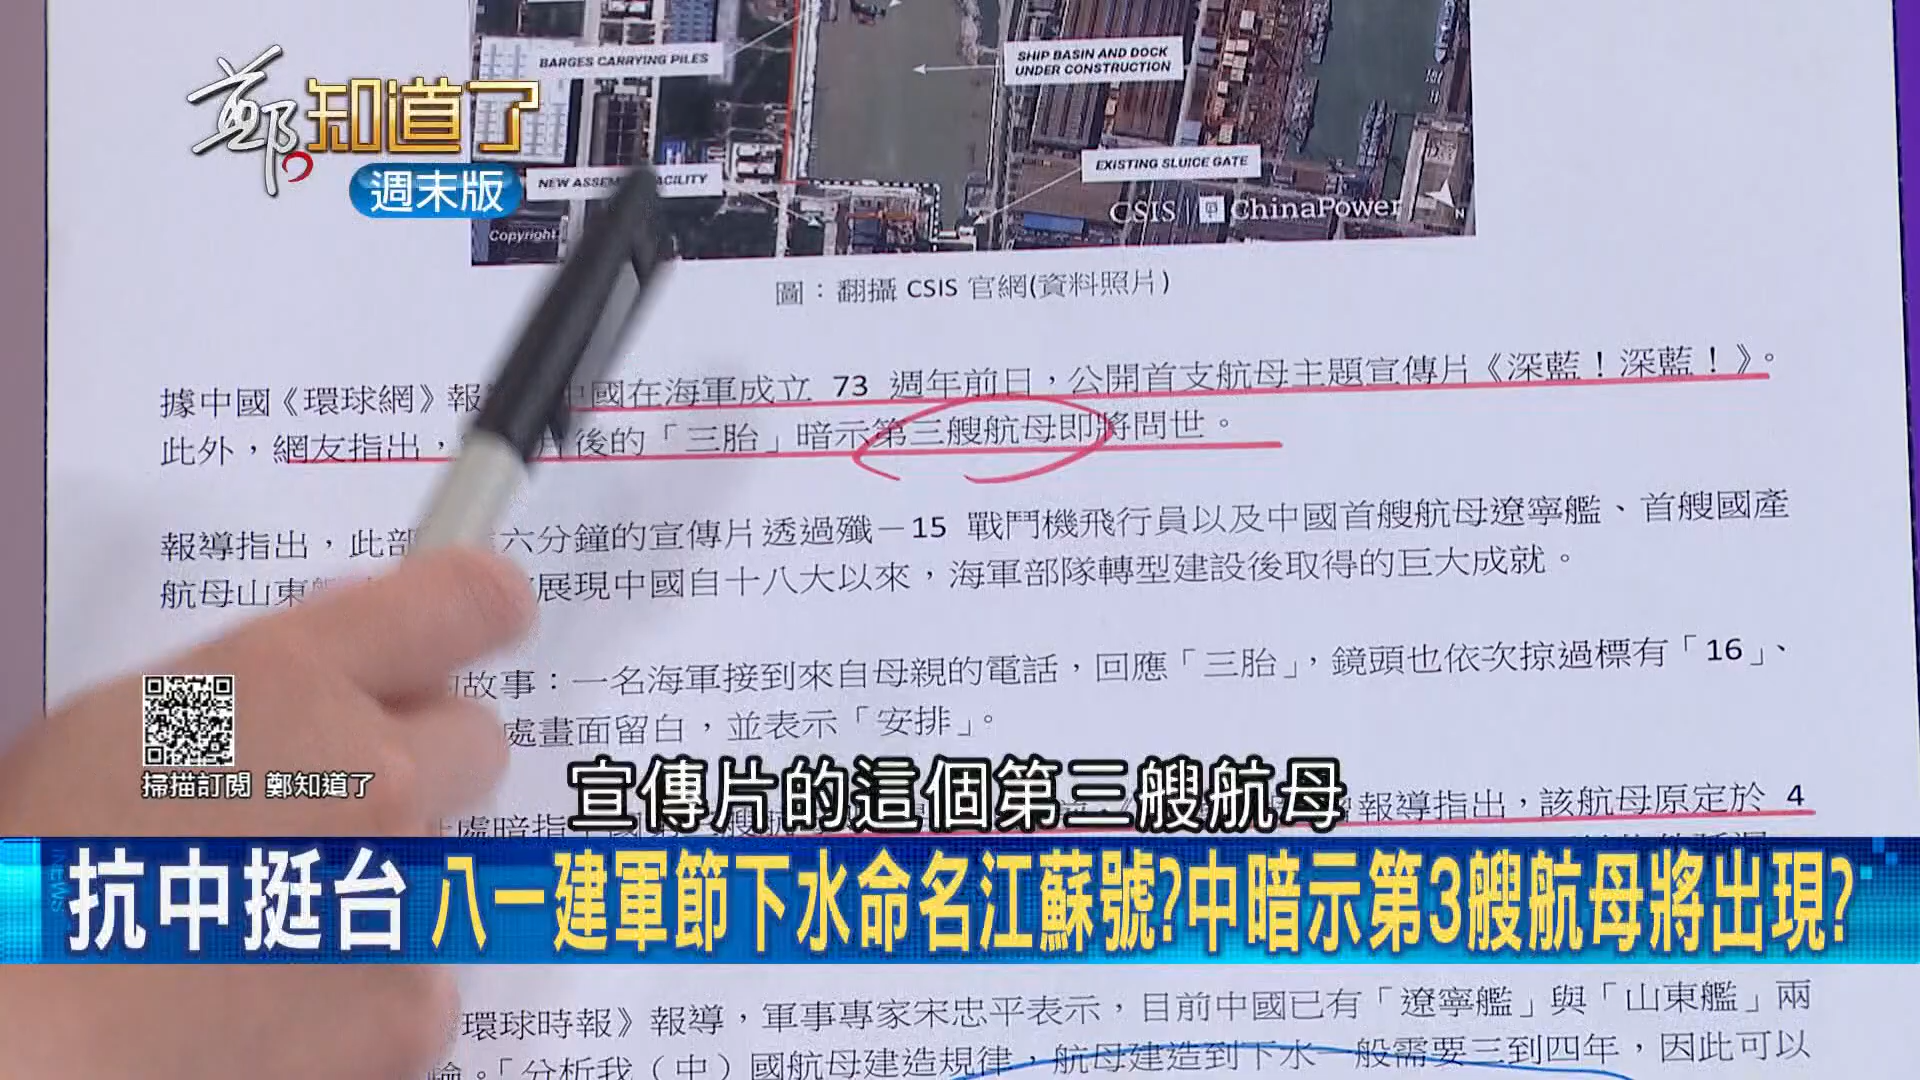 BARGES CARRYING PILES
SHIP BASIN AND DOCK
UNDER CONSTRUCTION
鄭知道了
週末版
EXISTING SLUICE GATE
NEW ASSEM ACILITY
CSIS ChinaPower
N
Copyright
圖：翻攝 CSIS 官網(資料照片)
據中國《環球網》報 中國在海軍成立 73 週年前日，公開首支航母主題宣傳片《深藍！深藍！》。
此外，網友指出， 片後的「三胎」暗示第三艘航母即將問世。
報導指出，此部 六分鐘的宣傳片透過殲－15 戰鬥機飛行員以及中國首艘航母遼寧艦、首艘國產
航母山東 展現中國自十八大以來，海軍部隊轉型建設後取得的巨大成就。
故事：一名海軍接到來自母親的電話，回應「三胎」，鏡頭也依次掠過標有「16」、
處畫面留白，並表示「安排」。
掃描訂閱 鄭知道了
宣傳片的這個第三艘航母
處暗指 報導指出，該航母原定於 4
iNEWS
抗中挺台 八一建軍節下水命名江蘇號?中暗示第3艘航母將出現?
環球時報》報導，軍事專家宋忠平表示，目前中國已有「遼寧艦」與「山東艦」兩
。「分析我（中）國航母建造規律，航母建造到下水一般需要三到四年，因此可以